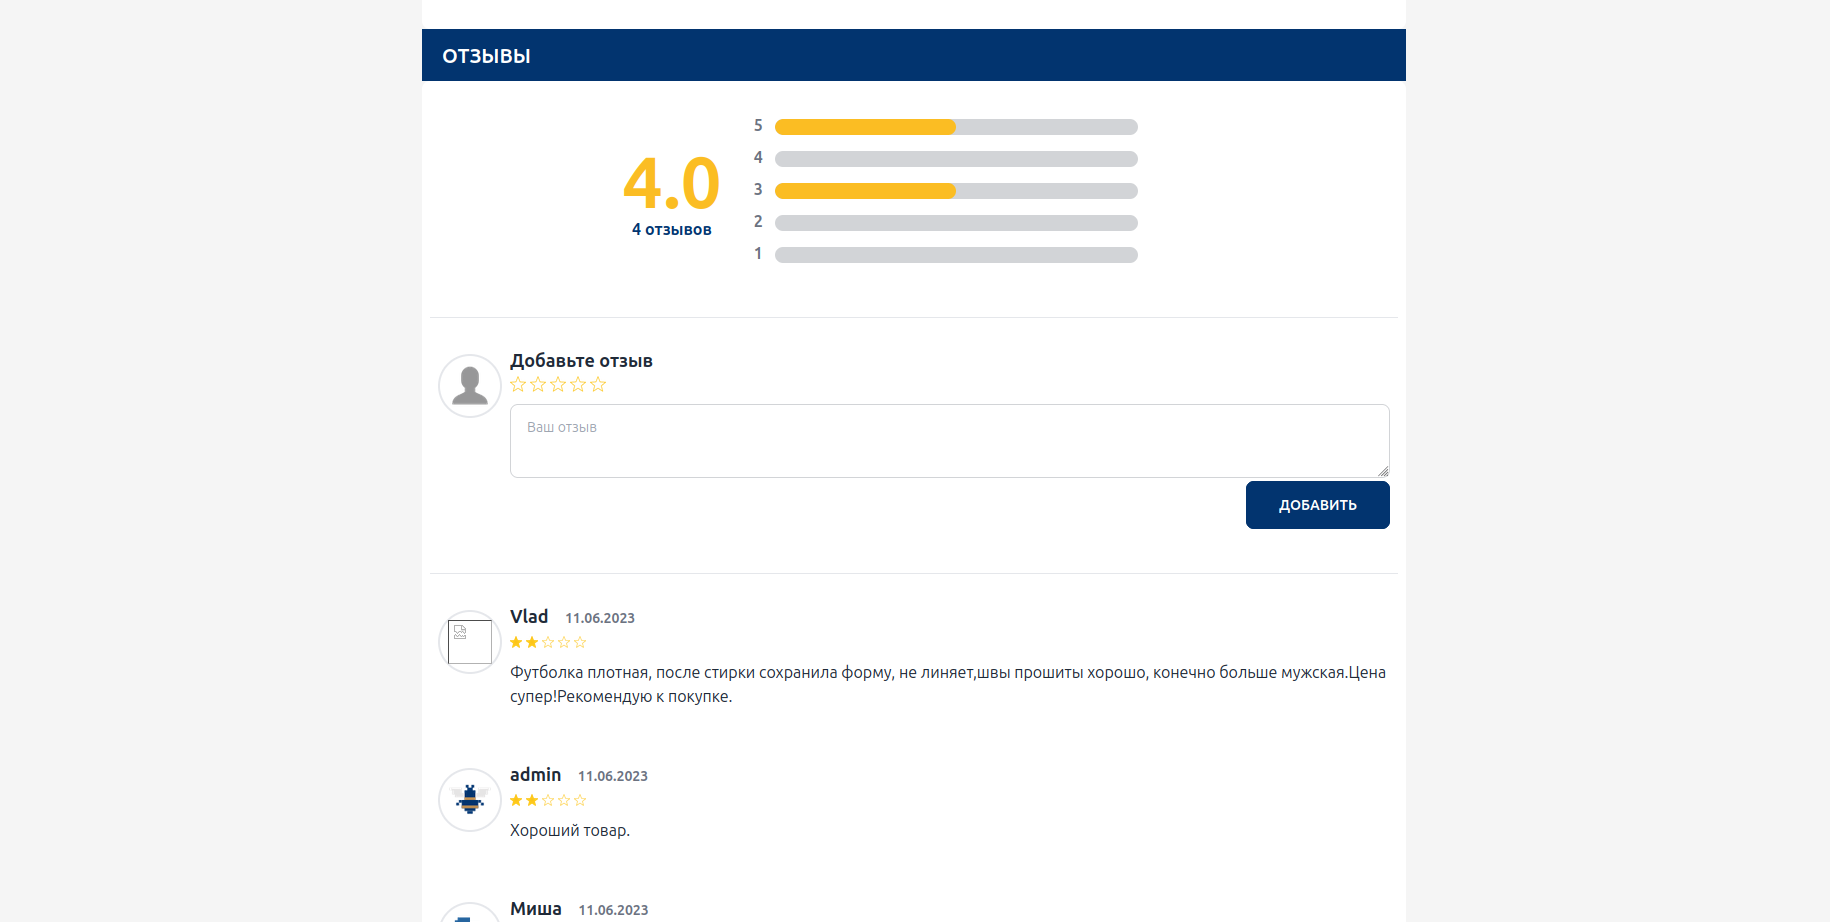 ОТЗЫВЫ
4.0
4 отзывов
5
4
3
2
1
Добавьте отзыв
Ваш отзыв
ДОБАВИТЬ
Vlad 11.06.2023
Футболка плотная, после стирки сохранила форму, не линяет,швы прошиты хорошо, конечно больше мужская.Цена
супер!Рекомендую к покупке.
admin 11.06.2023
Хороший товар.
Миша 11.06.2023